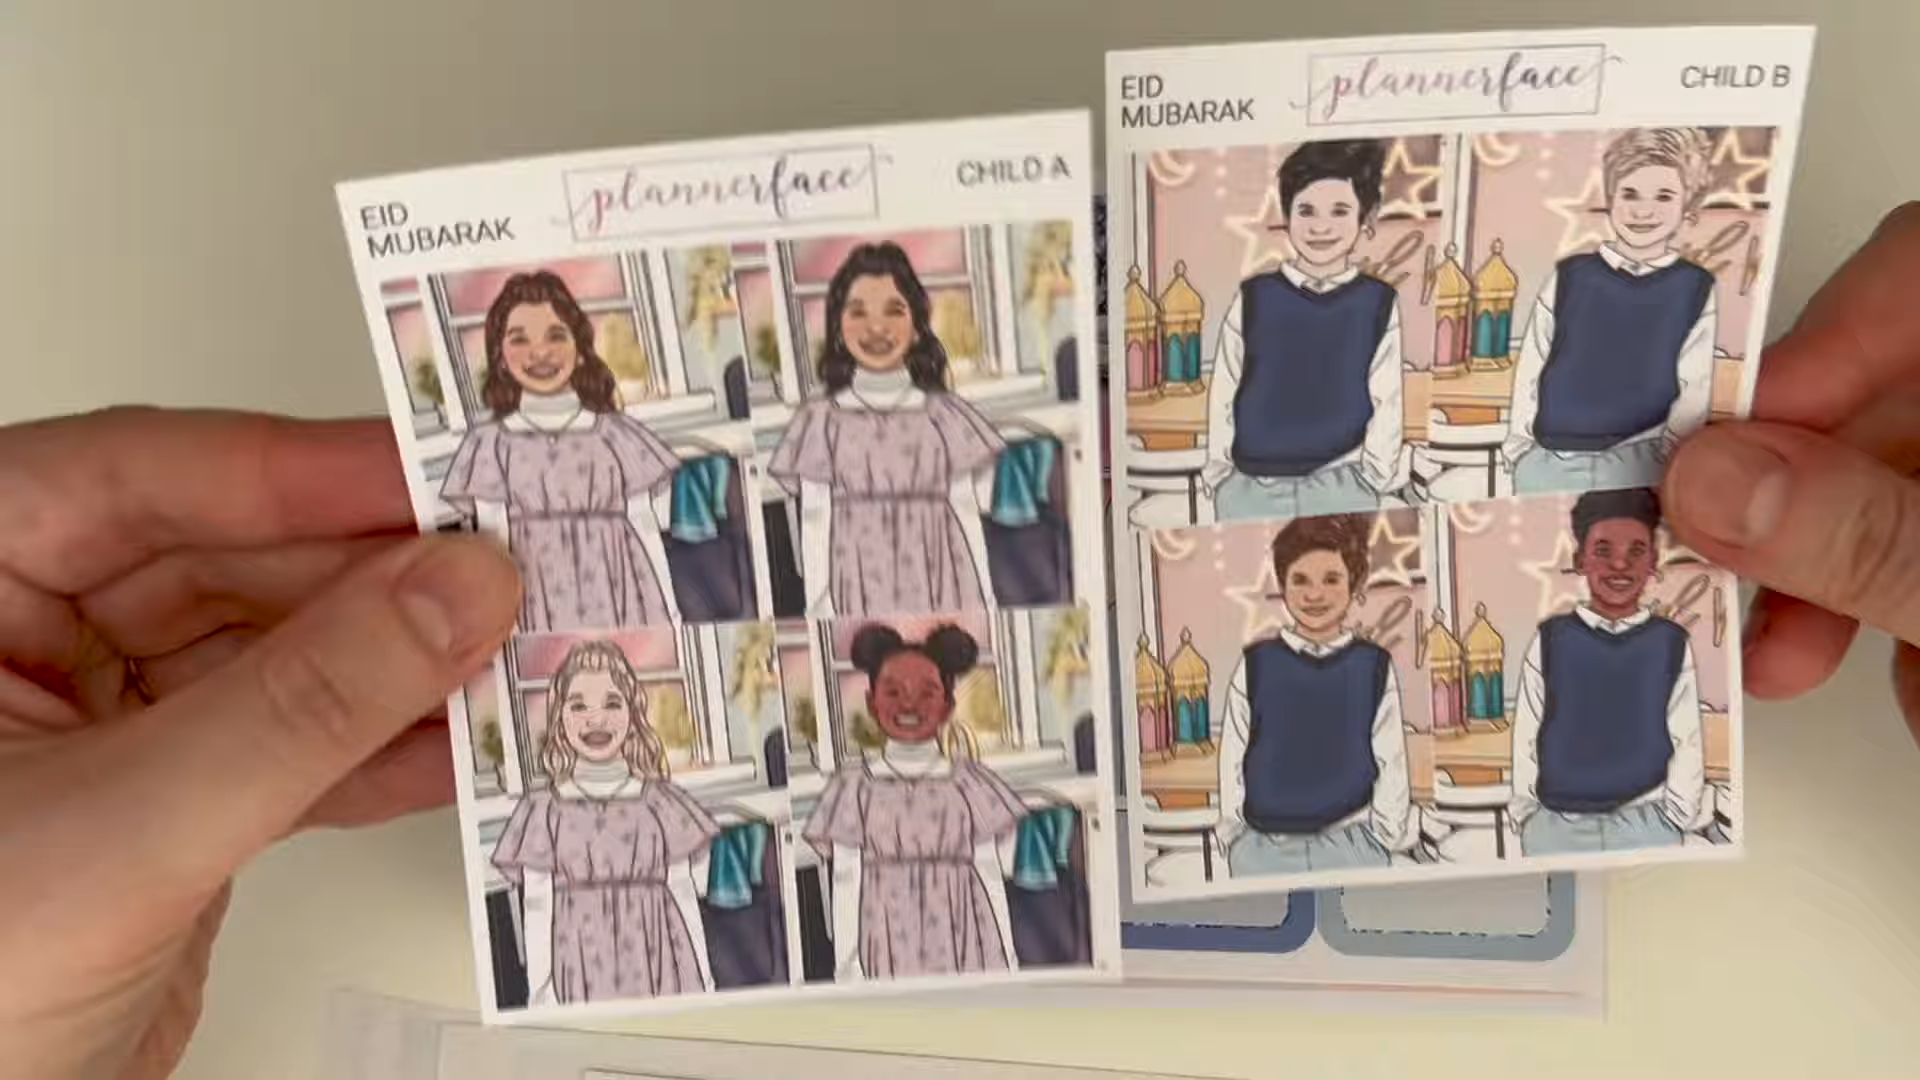 EID
MUBARAK
plannerface
CHILD A
EID
MUBARAK
plannerface
CHILD B